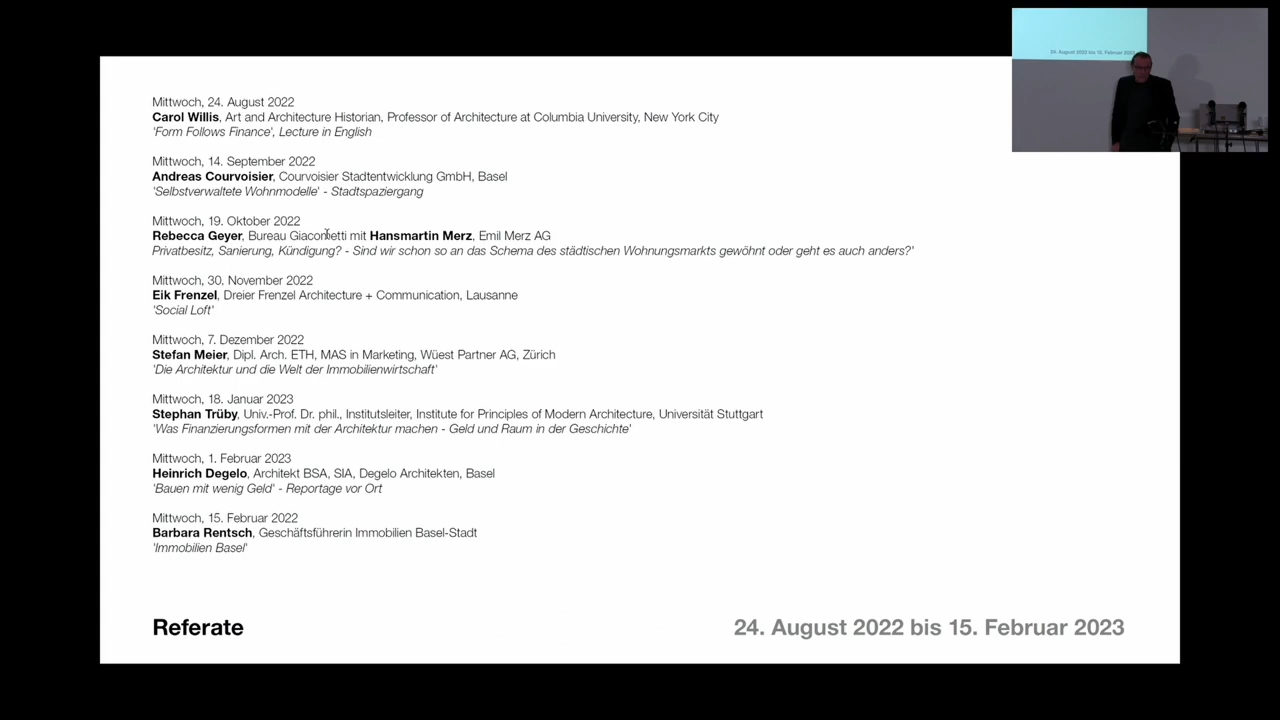 24. August 2022 bis 15. Februar 2023
Mittwoch, 24. August 2022
Carol Willis, Art and Architecture Historian, Professor of Architecture at Columbia University, New York City
'Form Follows Finance', Lecture in English
Mittwoch, 14. September 2022
Andreas Courvoisier, Courvoisier Stadtentwicklung GmbH, Basel
'Selbstverwaltete Wohnmodelle' - Stadtspaziergang
Mittwoch, 19. Oktober 2022
Rebecca Geyer, Bureau Giacometti mit Hansmartin Merz, Emil Merz AG
Privatbesitz, Sanierung, Kündigung? - Sind wir schon so an das Schema des städtischen Wohnungsmarkts gewöhnt oder geht es auch anders?'
Mittwoch, 30. November 2022
Eik Frenzel, Dreier Frenzel Architecture + Communication, Lausanne
'Social Loft'
Mittwoch, 7. Dezember 2022
Stefan Meier, Dipl. Arch. ETH, MAS in Marketing, Wüest Partner AG, Zürich
'Die Architektur und die Welt der Immobilienwirtschaft'
Mittwoch, 18. Januar 2023
Stephan Trüby, Univ.-Prof. Dr. phil., Institutsleiter, Institute for Principles of Modern Architecture, Universität Stuttgart
'Was Finanzierungsformen mit der Architektur machen - Geld und Raum in der Geschichte'
Mittwoch, 1. Februar 2023
Heinrich Degelo, Architekt BSA, SIA, Degelo Architekten, Basel
'Bauen mit wenig Geld' - Reportage vor Ort
Mittwoch, 15. Februar 2022
Barbara Rentsch, Geschäftsführerin Immobilien Basel-Stadt
'Immobilien Basel'
Referate
24. August 2022 bis 15. Februar 2023